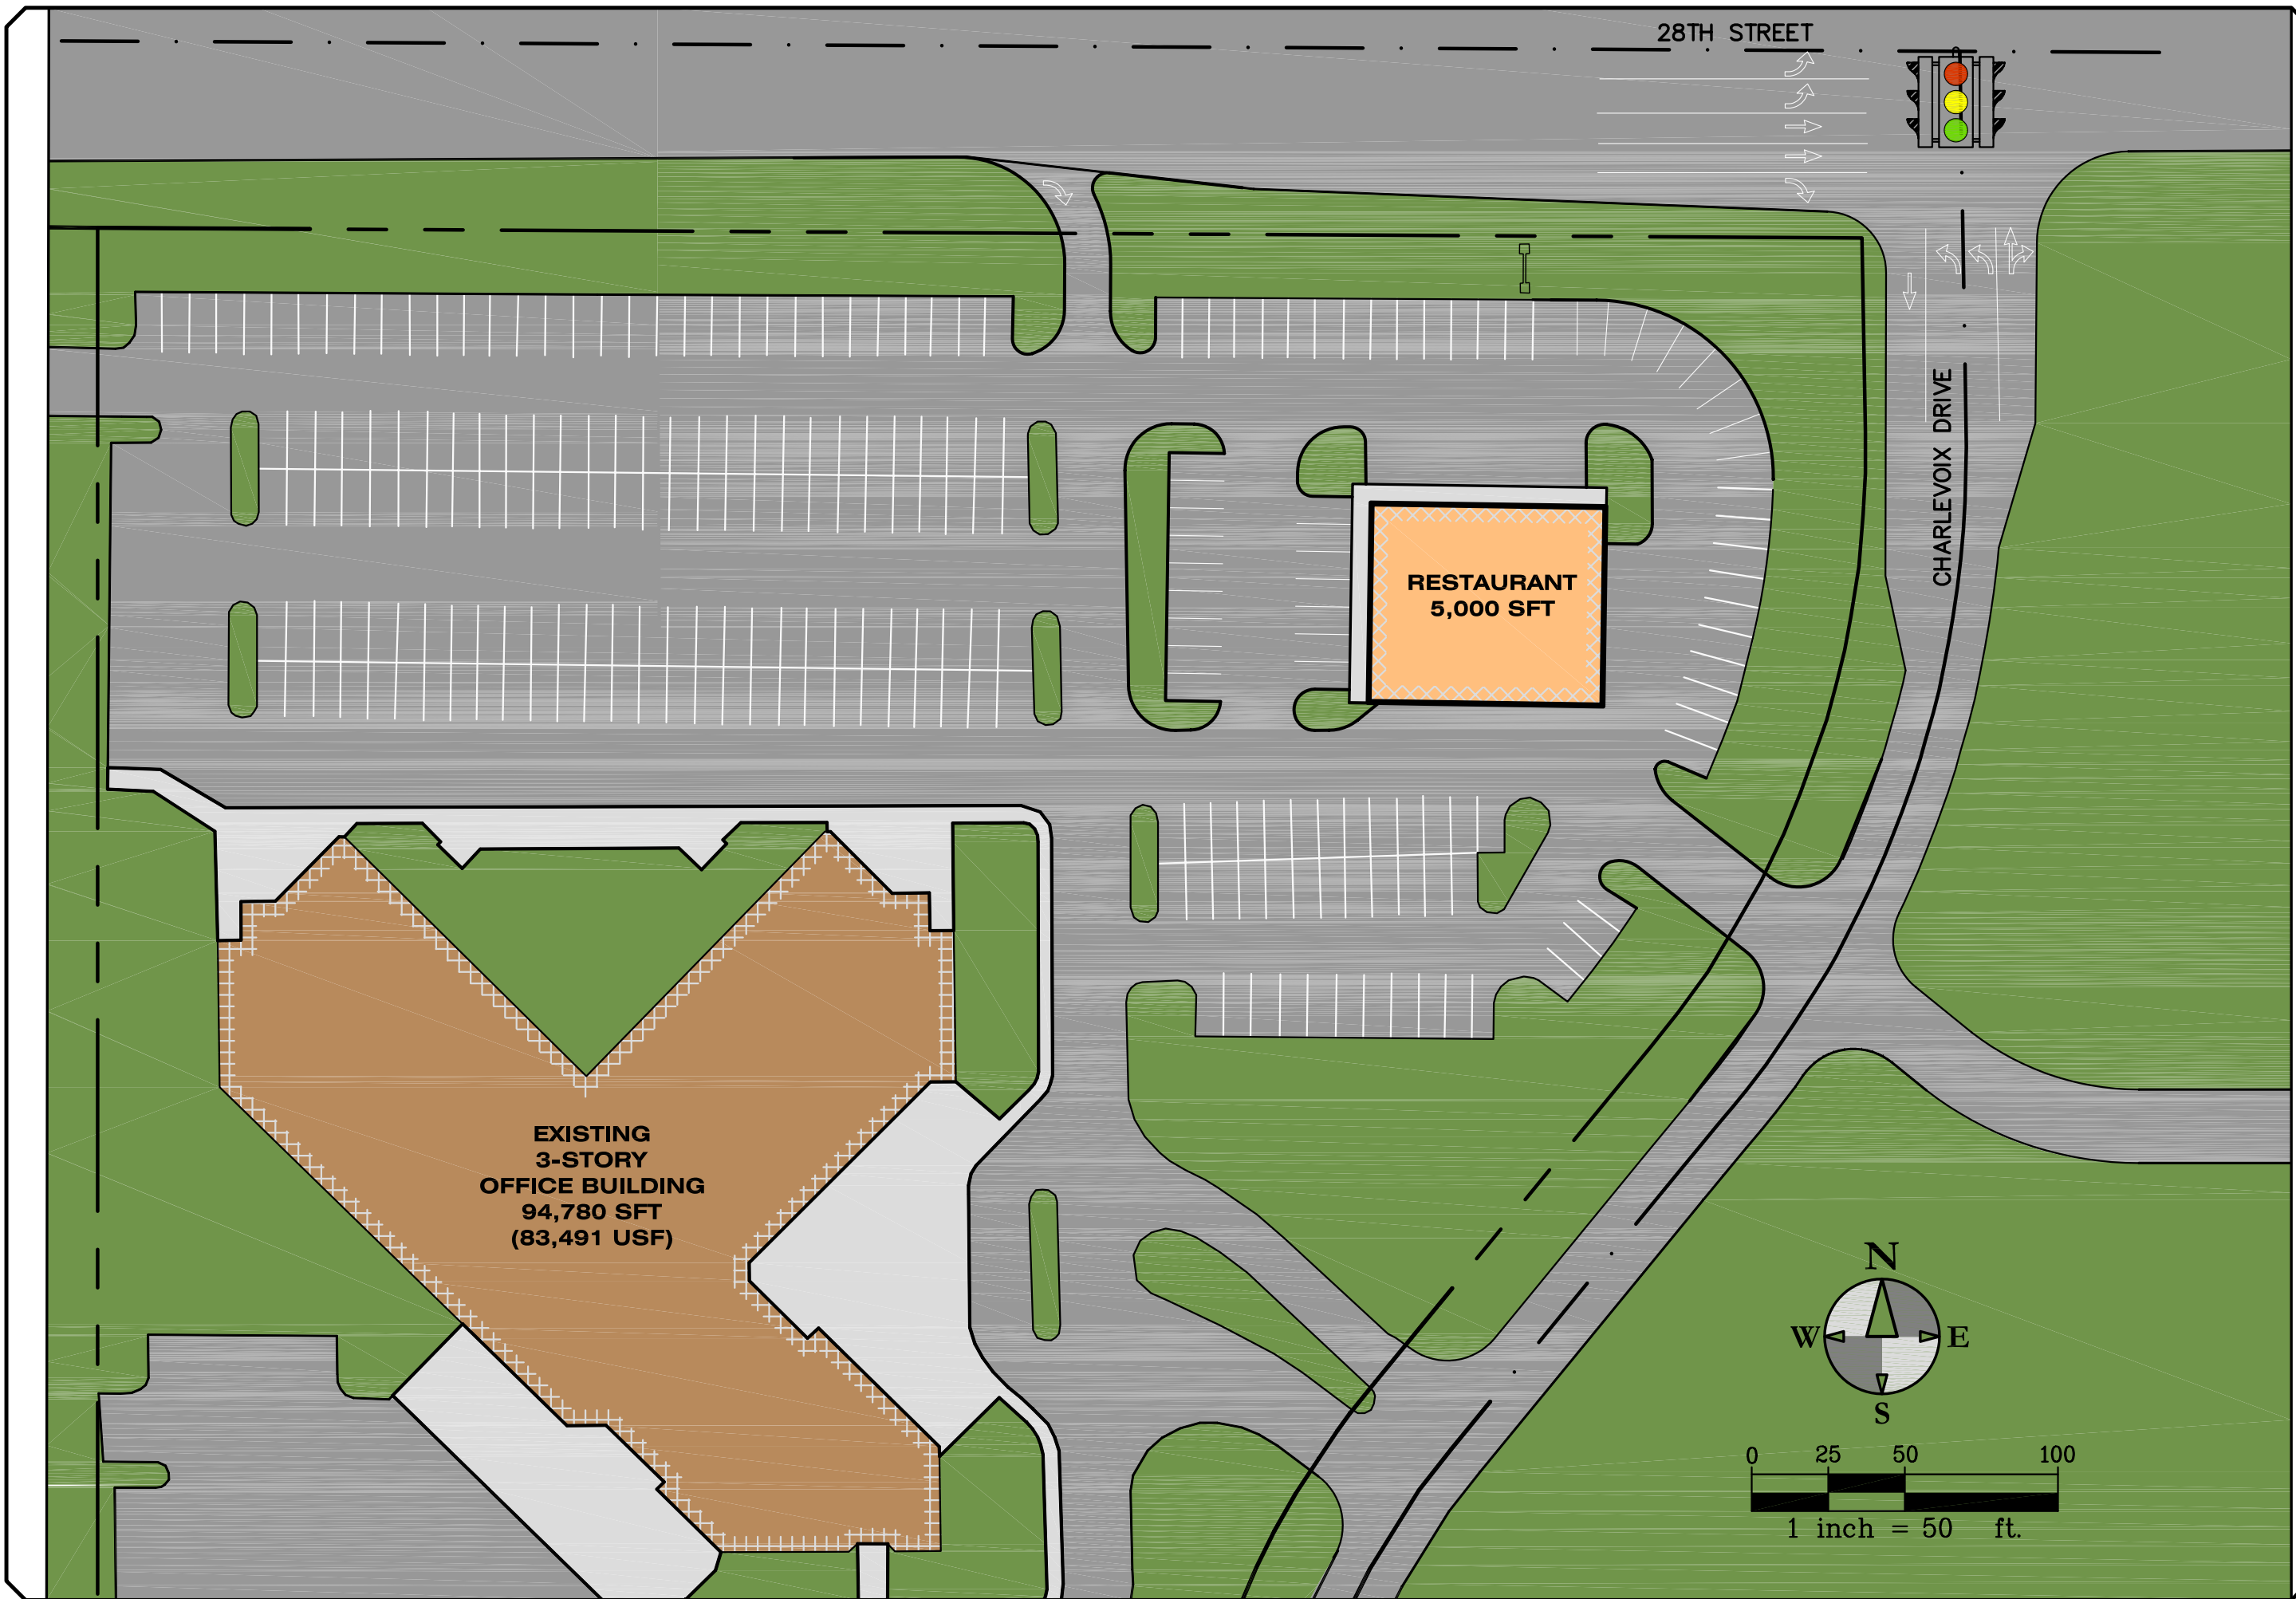 28TH STREET
CHARLEVOIX DRIVE
RESTAURANT
5,000 SFT
EXISTING
3-STORY
OFFICE BUILDING
94,780 SFT
(83,491 USF)
N
W E
S
0 25 50 100
1 inch = 50 ft.